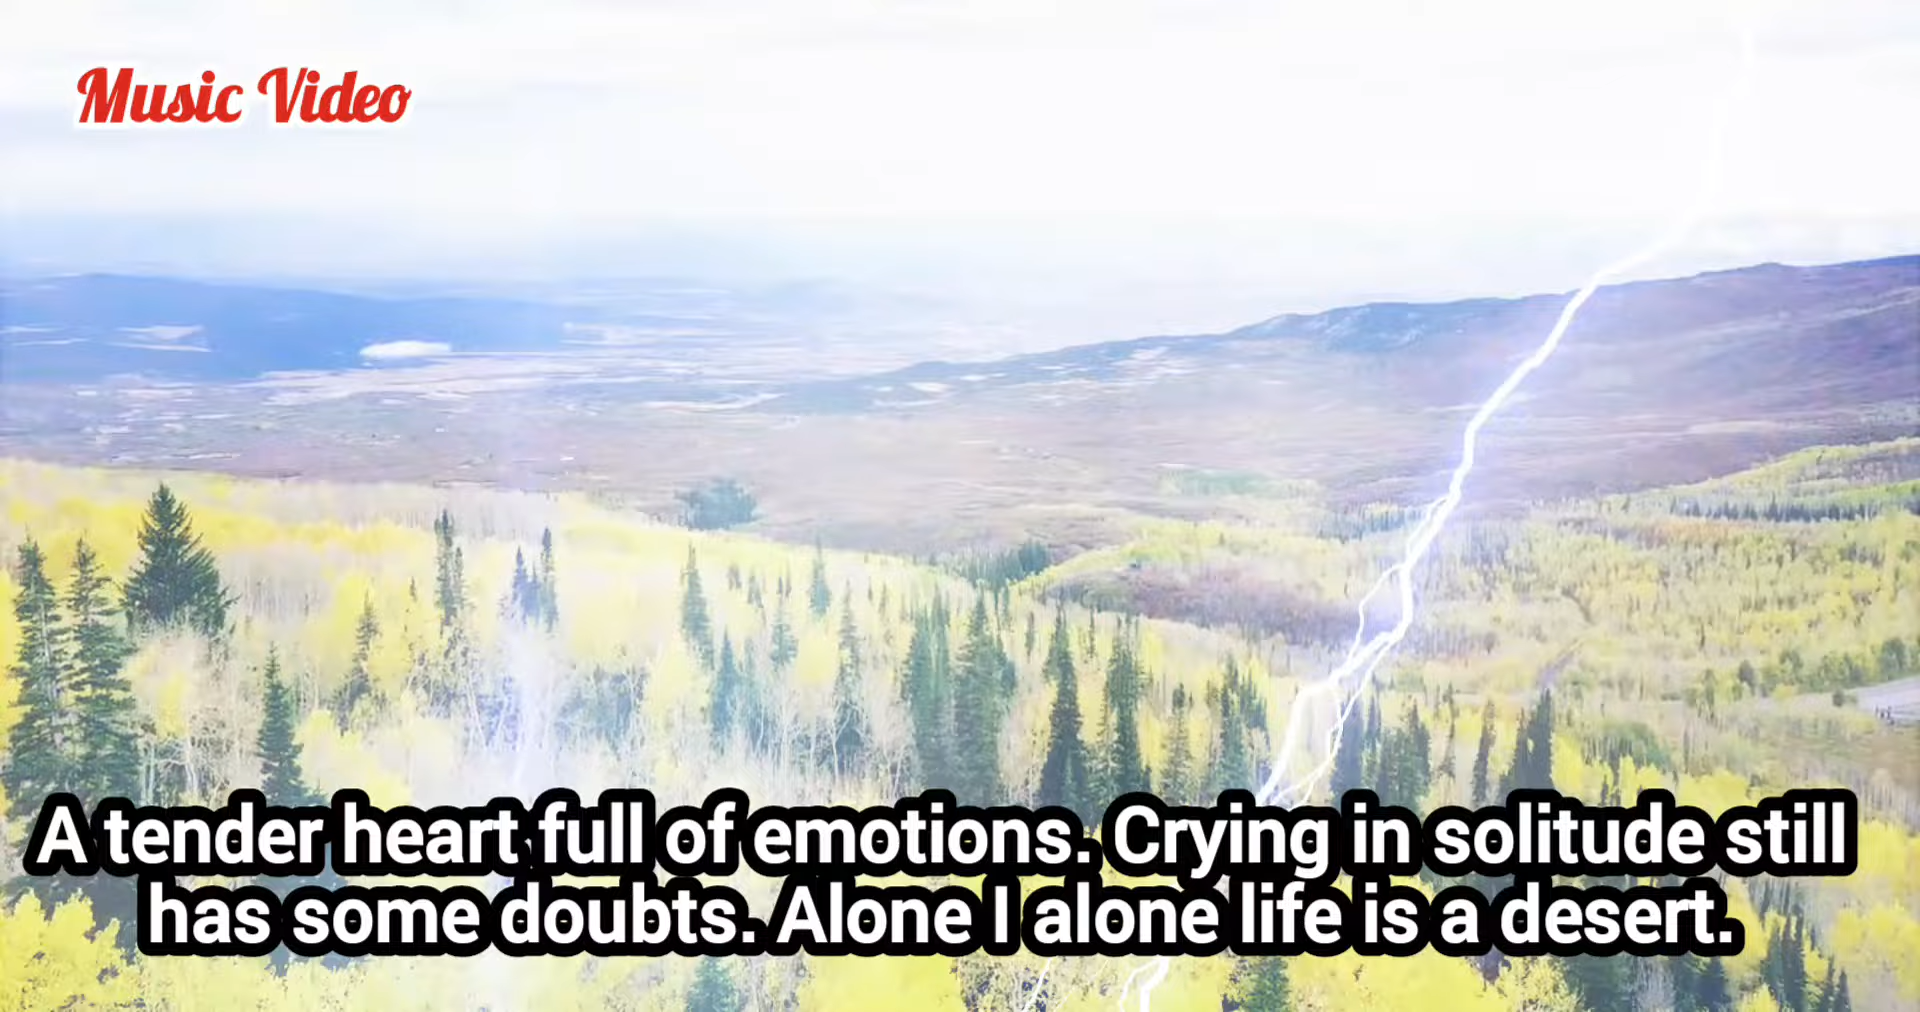 Music Video
A tender heart full of emotions. Crying in solitude still
has some doubts. Alone I alone life is a desert.